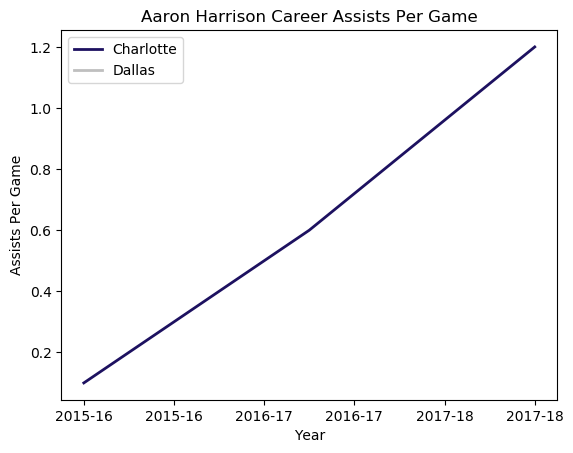 Aaron Harrison Career Assists Per Game
Charlotte
Dallas
1.2
1.0
0.8
0.6
0.4
0.2
Assists Per Game
2015-16 2015-16 2016-17 2016-17 2017-18 2017-18
Year